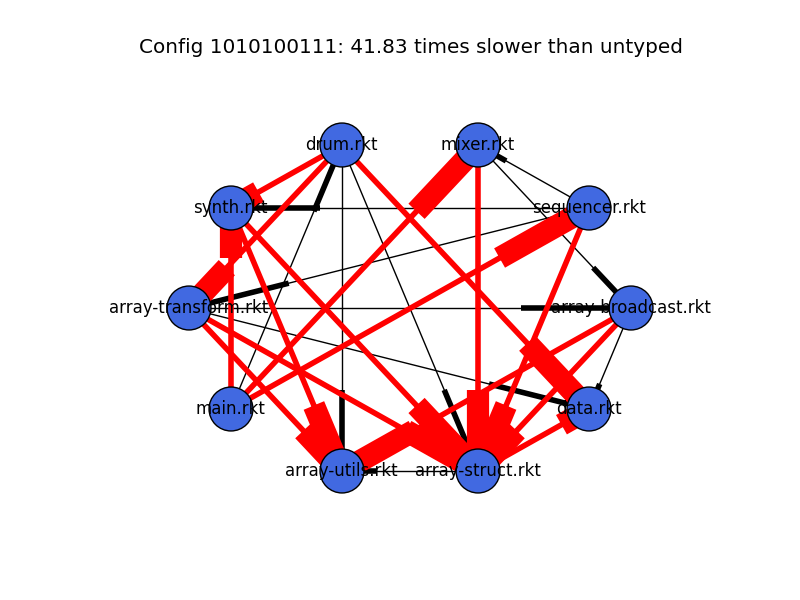 Config 1010100111: 41.83 times slower than untyped
drum.rkt
mixer.rkt
synth.rkt
sequencer.rkt
array-transform.rkt
array-broadcast.rkt
main.rkt
data.rkt
array-utils.rkt
array-struct.rkt